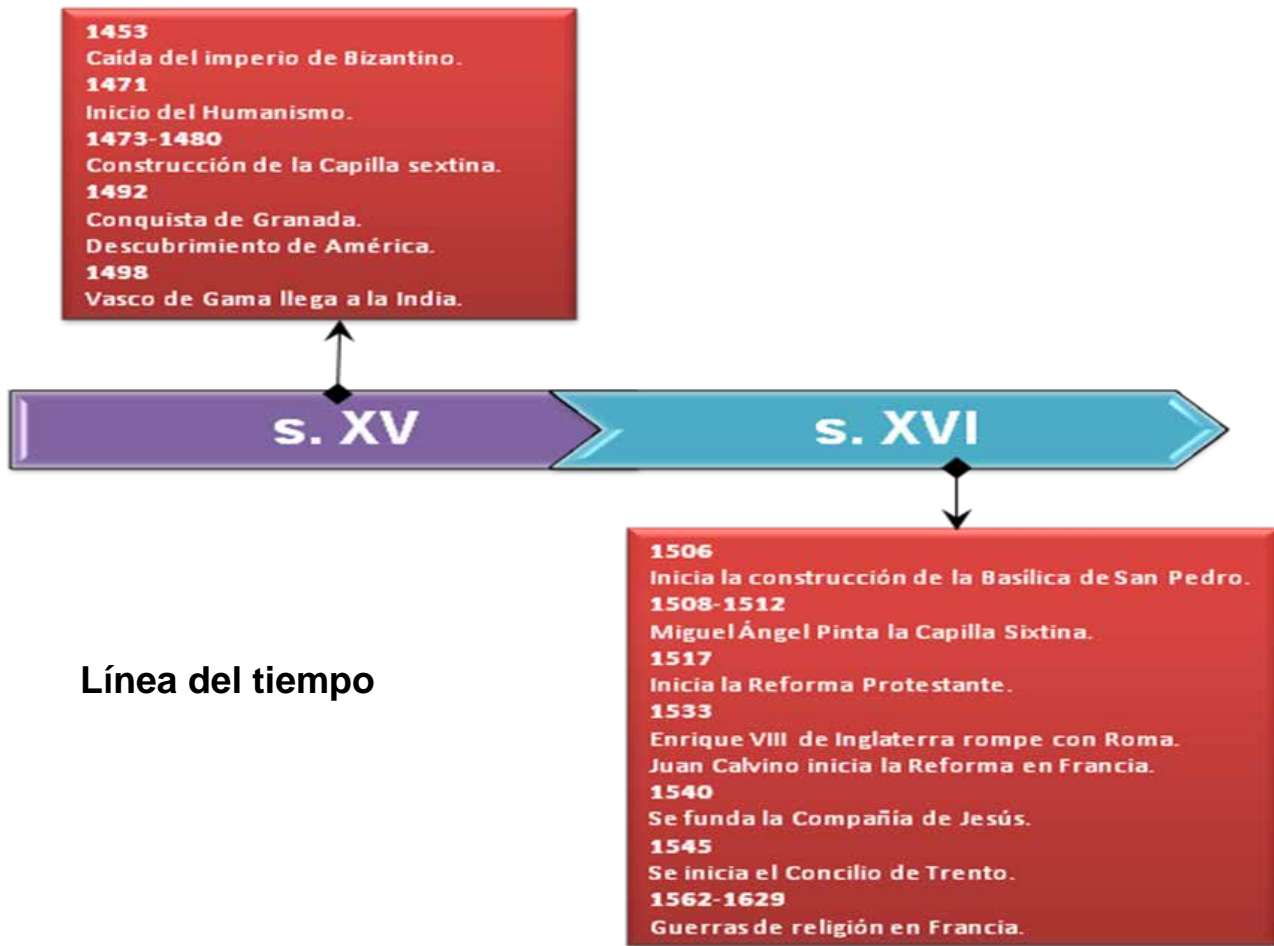 1453
Caída del imperio de Bizantino.
1471
Inicio del Humanismo.
1473-1480
Construcción de la Capilla sextina.
1492
Conquista de Granada.
Descubrimiento de América.
1498
Vasco de Gama llega a la India.
s. XV
s. XVI
Línea del tiempo
1506
Inicia la construcción de la Basílica de San Pedro.
1508-1512
Miguel Ángel Pinta la Capilla Sixtina.
1517
Inicia la Reforma Protestante.
1533
Enrique VIII de Inglaterra rompe con Roma.
Juan Calvino inicia la Reforma en Francia.
1540
Se funda la Compañía de Jesús.
1545
Se inicia el Concilio de Trento.
1562-1629
Guerras de religión en Francia.